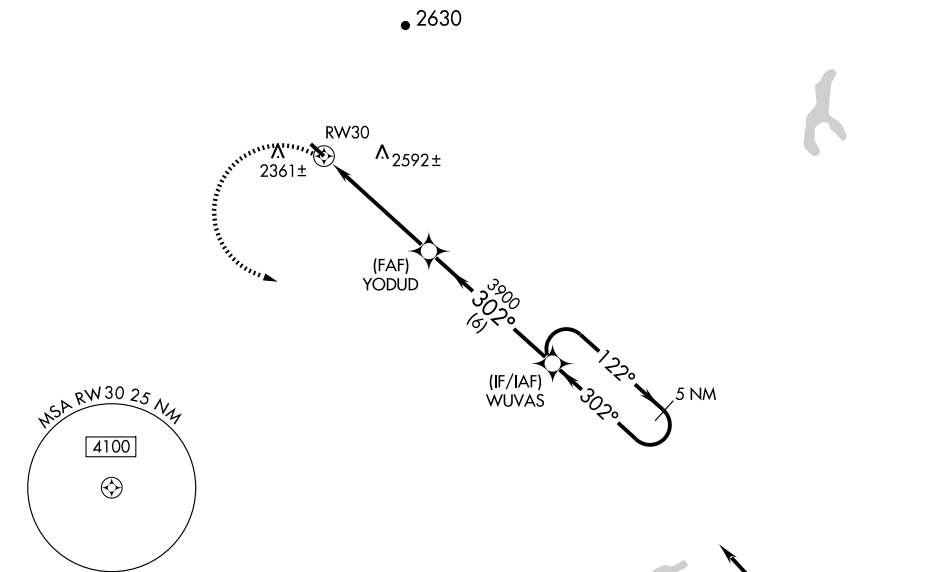 2630
RW30
2361±
2592±
(FAF)
YODUD
3900
302°
(6)
(IF/IAF)
WUVAS
122°
302°
5 NM
MSA RW30 25 NM
4100